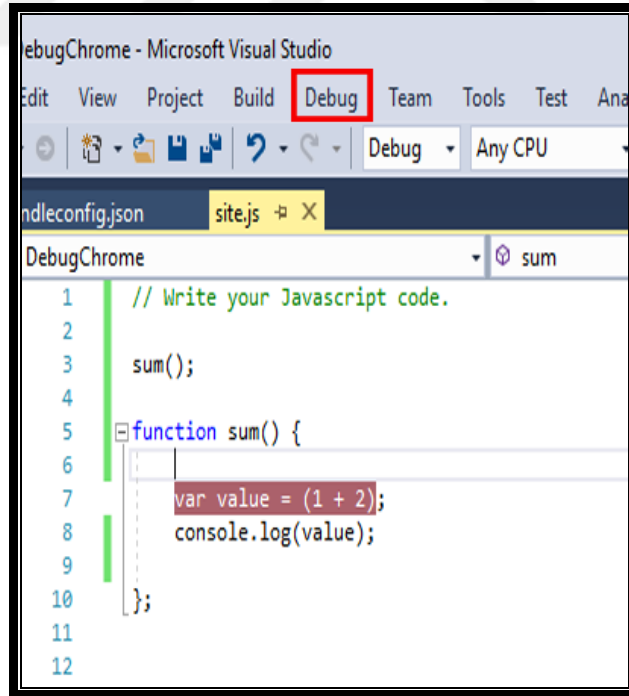 ebugChrome - Microsoft Visual Studio
Edit View Project Build Debug Team Tools Test Ana
Debug Any CPU
ndleconfig.json site.js
DebugChrome sum
1 // Write your Javascript code.
2
3 sum();
4
5 function sum() {
6
7 var value = (1 + 2);
8 console.log(value);
9
10 };
11
12